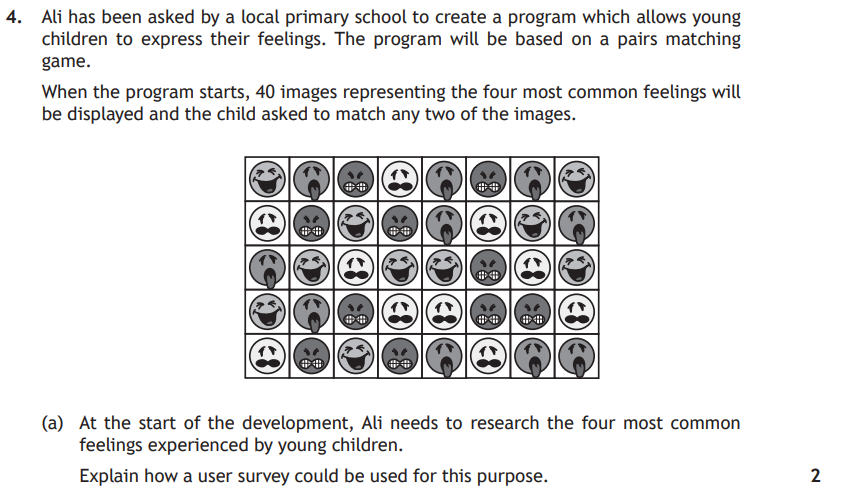 4. Ali has been asked by a local primary school to create a program which allows young
children to express their feelings. The program will be based on a pairs matching
game.
When the program starts, 40 images representing the four most common feelings will
be displayed and the child asked to match any two of the images.
(a) At the start of the development, Ali needs to research the four most common
feelings experienced by young children.
Explain how a user survey could be used for this purpose. 2